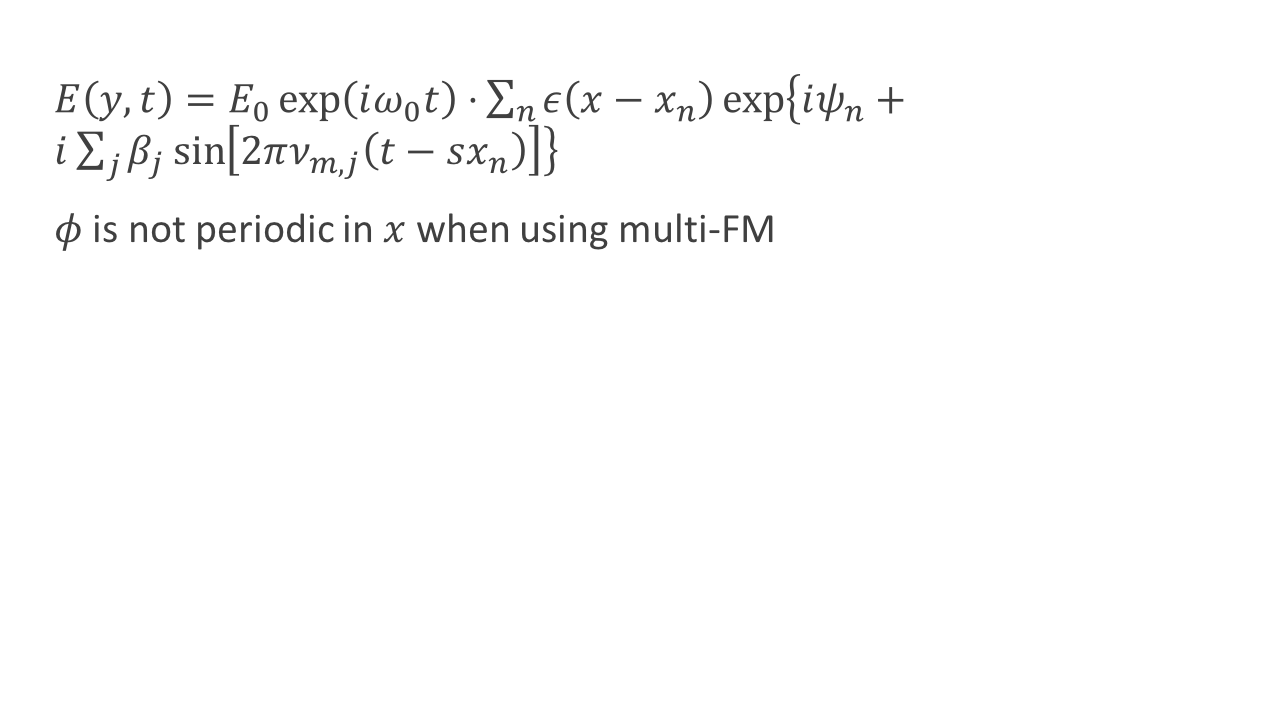 𝐸(𝑦, 𝑡) = 𝐸₀ exp(𝑖𝜔₀𝑡) ⋅ ∑ₙ 𝜖(𝑥 − 𝑥ₙ) exp{𝑖𝜓ₙ +
𝑖 ∑ⱼ 𝛽ⱼ sin[2𝜋𝜈_{𝑚,𝑗}(𝑡 − 𝑠𝑥ₙ)]}
𝜙 is not periodic in 𝑥 when using multi-FM